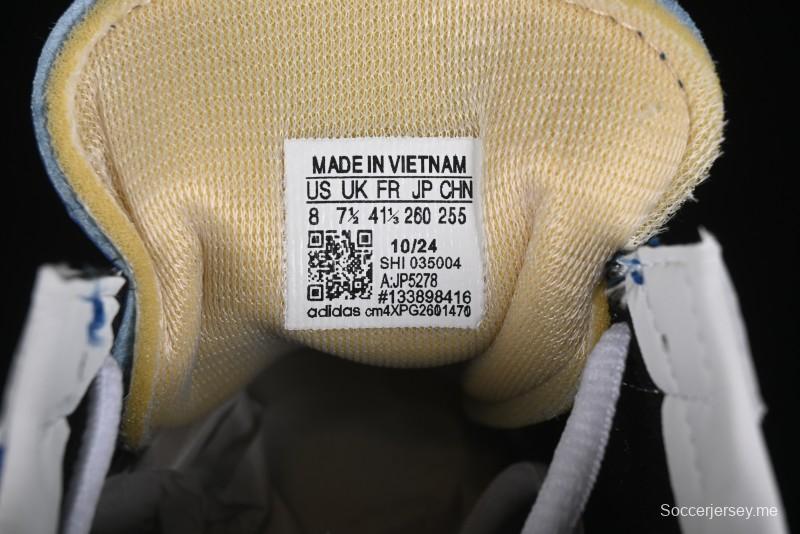 MADE IN VIETNAM
US UK FR JP CHN
8 7½ 41⅓ 260 255
10/24
SHI 035004
A:JP5278
#133898416
adidas cm4XPG2601470
Soccerjersey.me